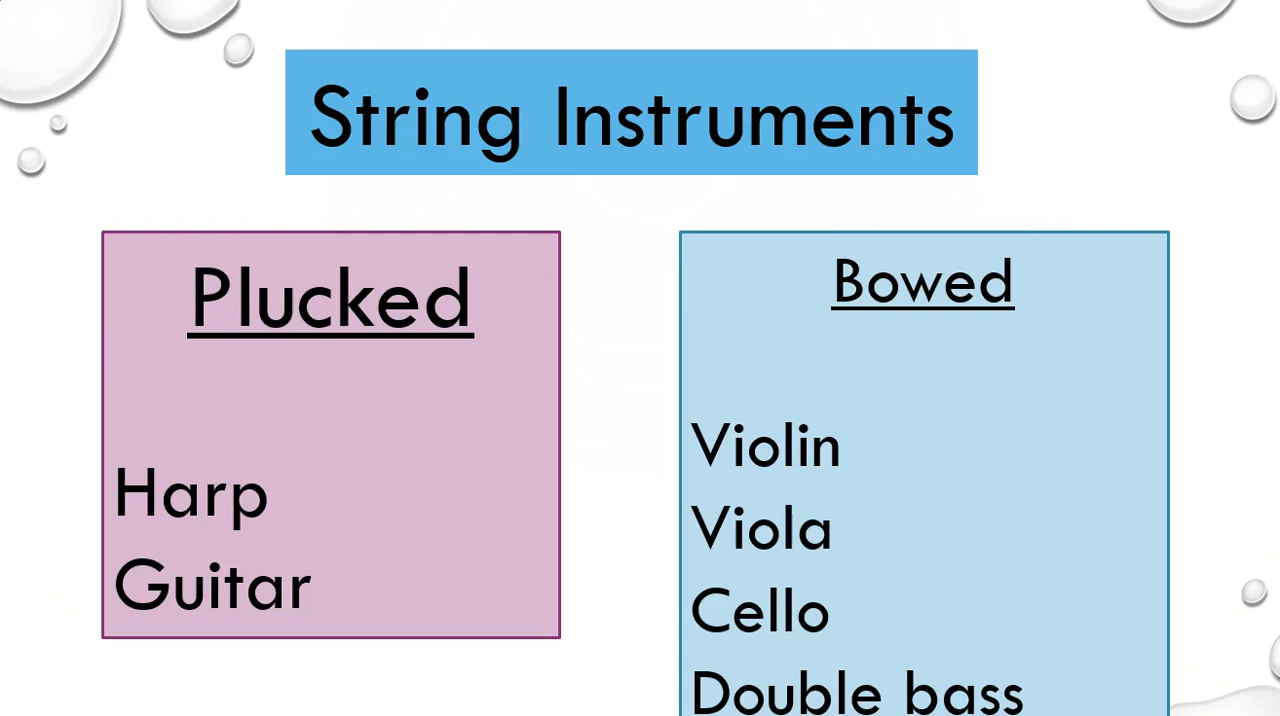 String Instruments
Plucked
Harp
Guitar
Bowed
Violin
Viola
Cello
Double bass